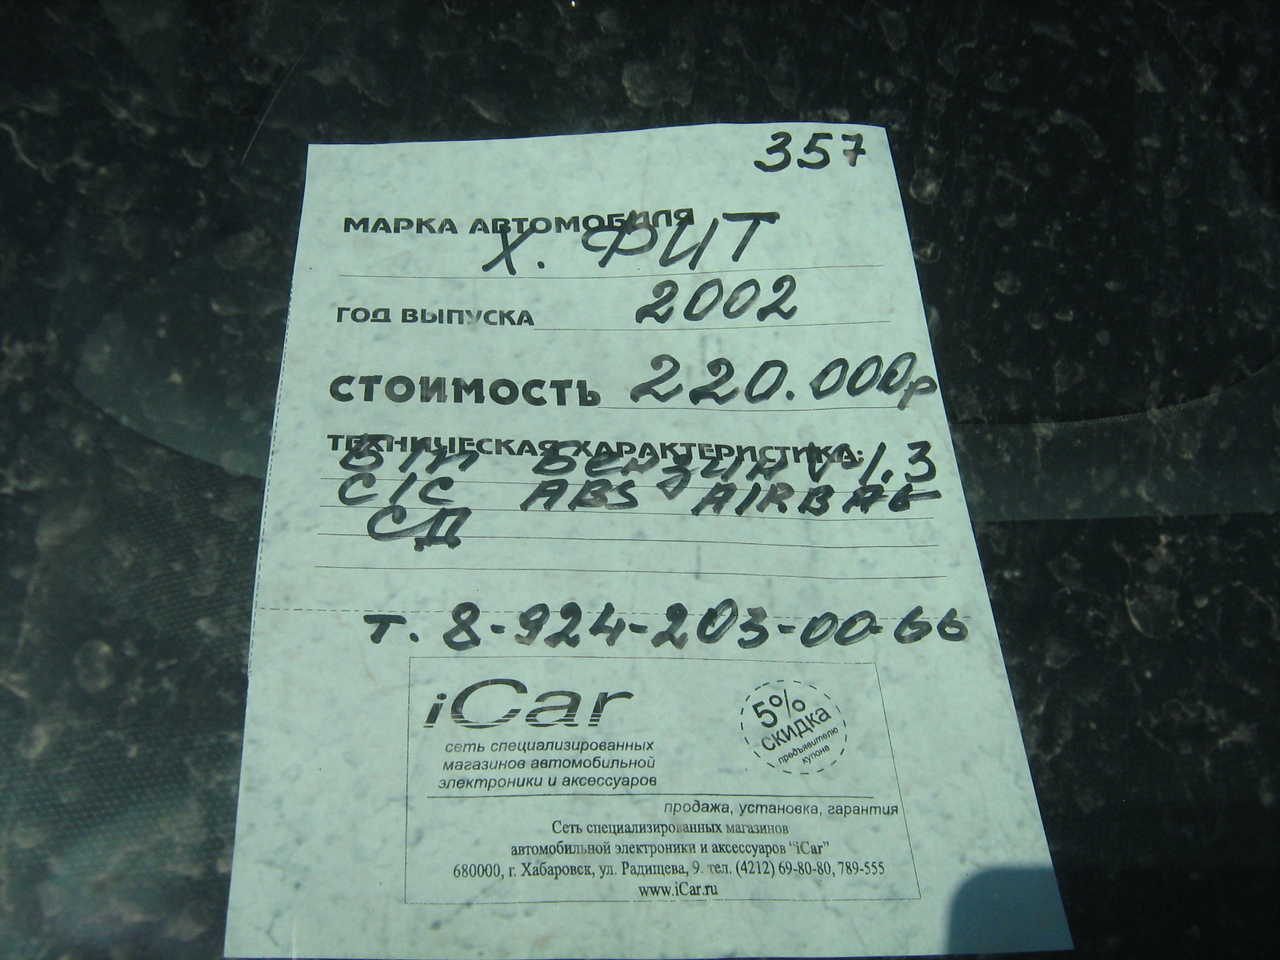 357
МАРКА АВТОМОБИЛЯ
Х. ФИТ
ГОД ВЫПУСКА 2002
СТОИМОСТЬ 220.000р
ТЕХНИЧЕСКАЯ ХАРАКТЕРИСТИКА:
Б/П БЕНЗИН V-1.3
С/С ABS AIRBAG
СД
т. 8-924-203-00-66
iCar
сеть специализированных
магазинов автомобильной
электроники и аксессуаров
5%
СКИДКА
предъявителю
купона
продажа, установка, гарантия
Сеть специализированных магазинов
автомобильной электроники и аксессуаров "iCar"
680000, г. Хабаровск, ул. Радищева, 9. тел. (4212) 69-80-80, 789-555
www.iCar.ru